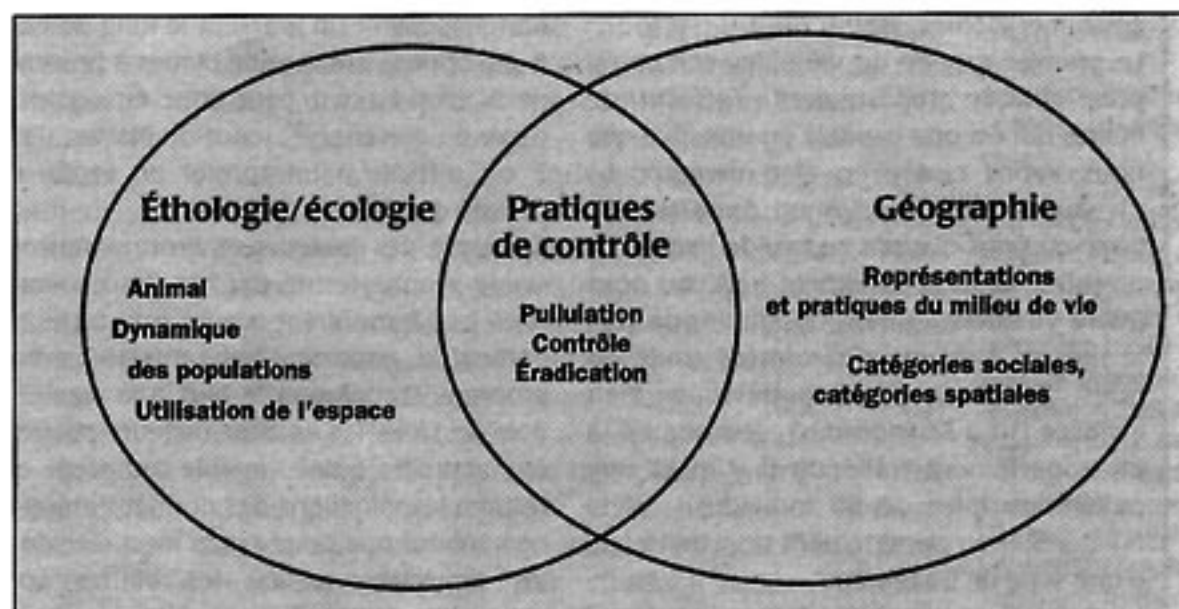 Éthologie/écologie
Animal
Dynamique
des populations
Utilisation de l'espace
Pratiques
de contrôle
Pullulation
Contrôle
Éradication
Géographie
Représentations
et pratiques du milieu de vie
Catégories sociales,
catégories spatiales